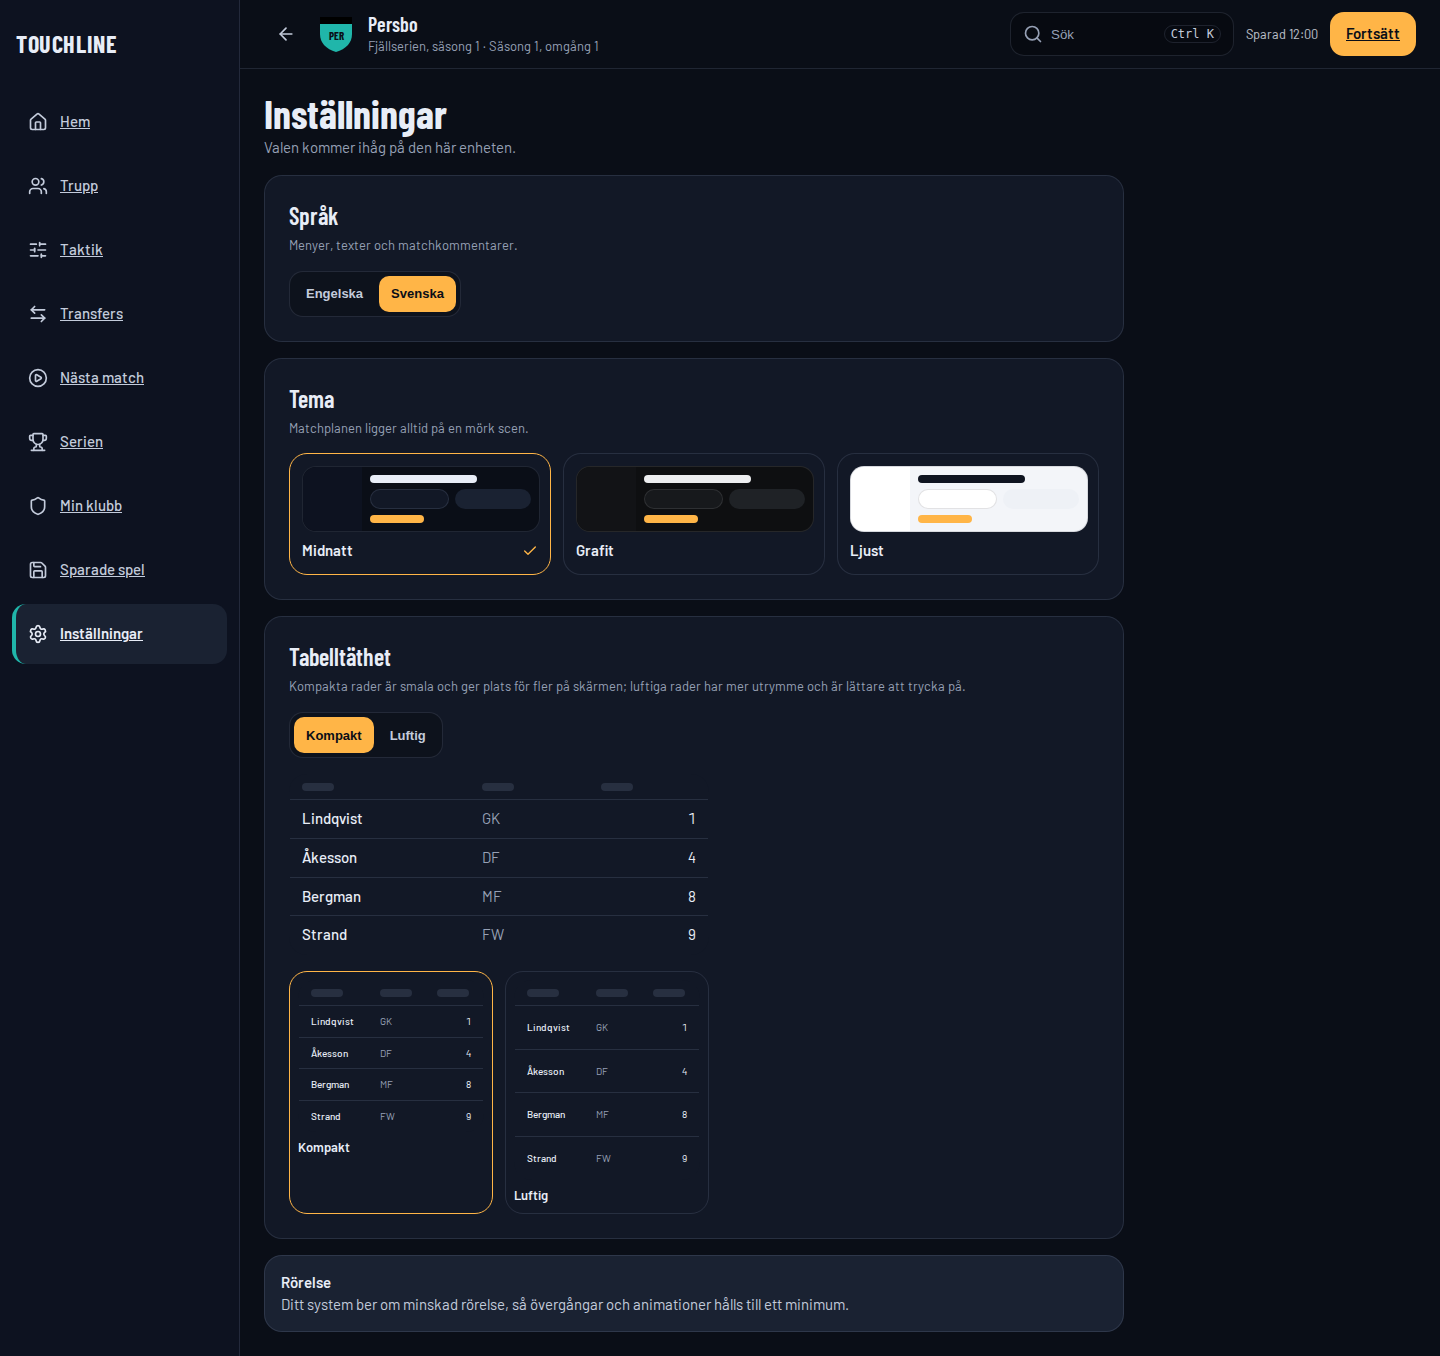 TOUCHLINE
Hem
Trupp
Taktik
Transfers
Nästa match
Serien
Min klubb
Sparade spel
Inställningar
PER
Persbo
Fjällserien, säsong 1 · Säsong 1, omgång 1
Sök
Ctrl K
Sparad 12:00
Fortsätt
Inställningar
Valen kommer ihåg på den här enheten.
Språk
Menyer, texter och matchkommentarer.
Engelska Svenska
Tema
Matchplanen ligger alltid på en mörk scen.
Midnatt
Grafit
Ljust
Tabelltäthet
Kompakta rader är smala och ger plats för fler på skärmen; luftiga rader har mer utrymme och är lättare att trycka på.
Kompakt Luftig
Lindqvist GK 1
Åkesson DF 4
Bergman MF 8
Strand FW 9
Lindqvist GK 1
Åkesson DF 4
Bergman MF 8
Strand FW 9
Kompakt
Lindqvist GK 1
Åkesson DF 4
Bergman MF 8
Strand FW 9
Luftig
Rörelse
Ditt system ber om minskad rörelse, så övergångar och animationer hålls till ett minimum.